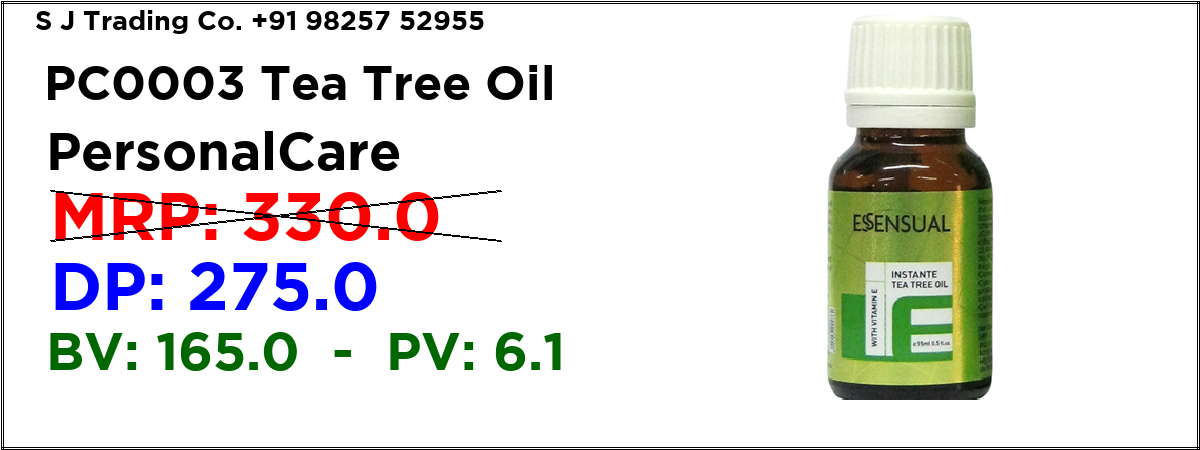 S J Trading Co. +91 98257 52955
PC0003 Tea Tree Oil
PersonalCare
MRP: 330.0
DP: 275.0
BV: 165.0 - PV: 6.1
ESSENSUAL
INSTANTE
TEA TREE OIL
WITH VITAMIN E